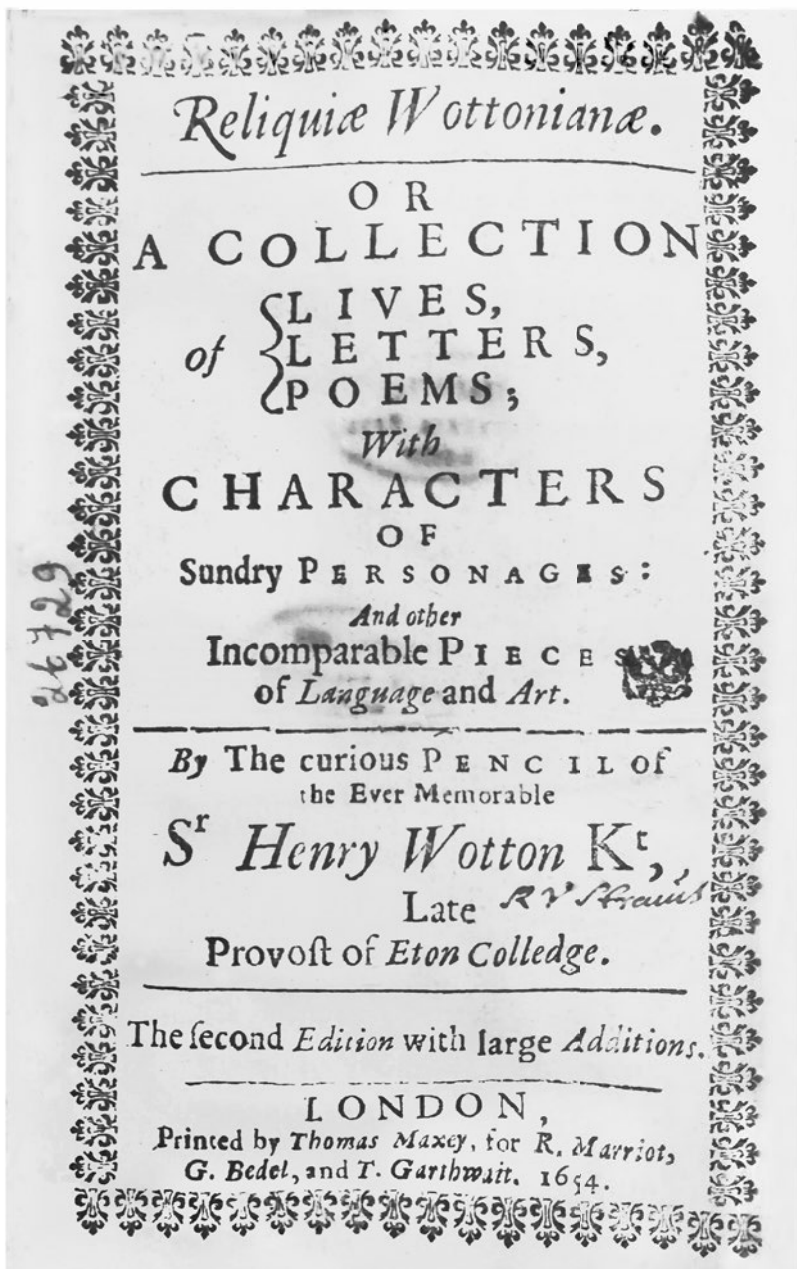 Reliquiæ Wottonianæ.
OR
A COLLECTION
of
LIVES,
LETTERS,
POEMS;
With
CHARACTERS
OF
Sundry PERSONAGES:
And other
Incomparable PIECES
of Language and Art.
By The curious PENCIL of
the Ever Memorable
Sr Henry Wotton Kt,
Late
Provoſt of Eton Colledge.
The ſecond Edition with large Additions.
LONDON,
Printed by Thomas Maxey, for R. Marriot,
G. Bedel, and T. Garthwait. 1654.
26729